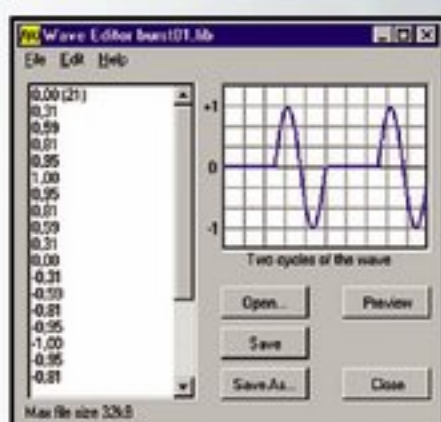 Wave Editor burst01.lib
File Edit Help
0,00 (21)
0,31
0,59
0,81
0,95
1,00
0,95
0,81
0,59
0,31
0,00
-0,31
-0,59
-0,81
-0,95
-1,00
-0,95
-0,81
+1
0
-1
Two cycles of the wave
Open...
Preview
Save
Save As...
Close
Max file size 32kB